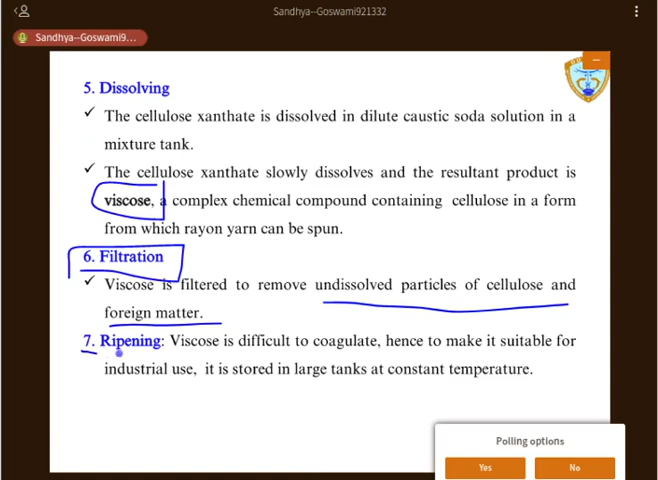 Sandhya--Goswami921332
Sandhya--Goswami9...
5. Dissolving
✓ The cellulose xanthate is dissolved in dilute caustic soda solution in a
mixture tank.
✓ The cellulose xanthate slowly dissolves and the resultant product is
viscose, a complex chemical compound containing cellulose in a form
from which rayon yarn can be spun.
6. Filtration
✓ Viscose is filtered to remove undissolved particles of cellulose and
foreign matter.
7. Ripening: Viscose is difficult to coagulate, hence to make it suitable for
industrial use, it is stored in large tanks at constant temperature.
Polling options
Yes No